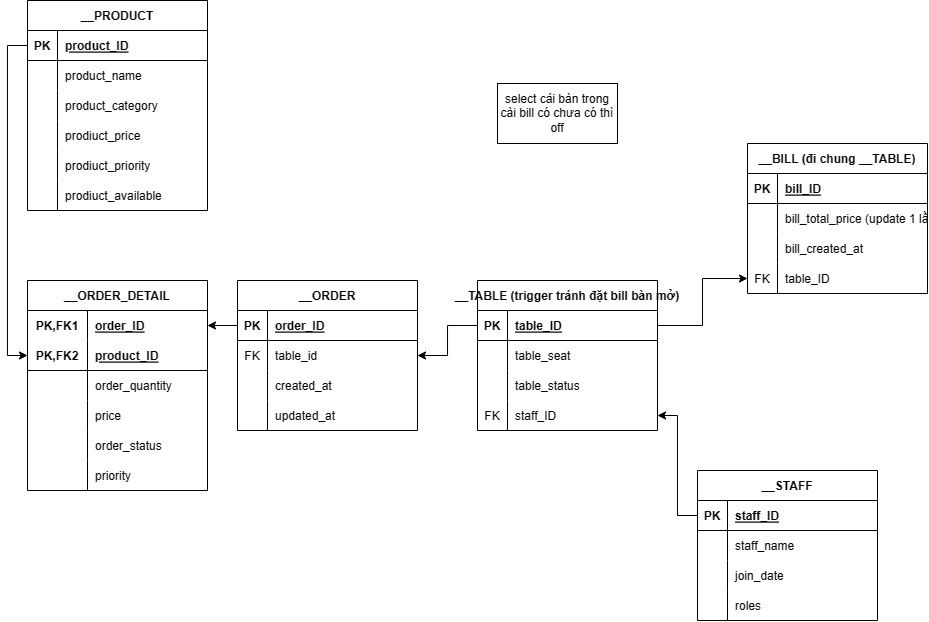 __PRODUCT
PK product_ID
product_name
product_category
prodiuct_price
prodiuct_priority
prodiuct_available
select cái bàn trong
cải bill có chưa có thì
off
__BILL (đi chung __TABLE)
PK bill_ID
bill_total_price (update 1 lầ
bill_created_at
FK table_ID
__ORDER_DETAIL
PK,FK1 order_ID
PK,FK2 product_ID
order_quantity
price
order_status
priority
__ORDER
PK order_ID
FK table_id
created_at
updated_at
__TABLE (trigger tránh đặt bill bàn mở)
PK table_ID
table_seat
table_status
FK staff_ID
__STAFF
PK staff_ID
staff_name
join_date
roles